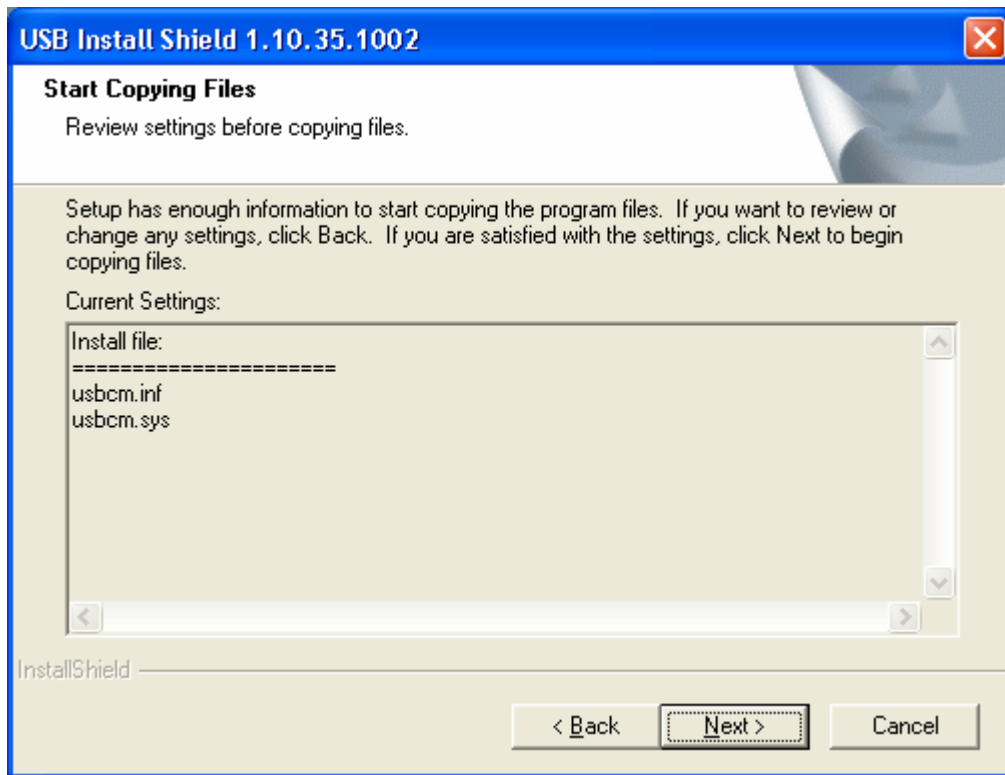 USB Install Shield 1.10.35.1002
Start Copying Files
Review settings before copying files.
Setup has enough information to start copying the program files.  If you want to review or
change any settings, click Back.  If you are satisfied with the settings, click Next to begin
copying files.
Current Settings:
Install file:
======================
usbcm.inf
usbcm.sys
InstallShield
< Back
Next >
Cancel